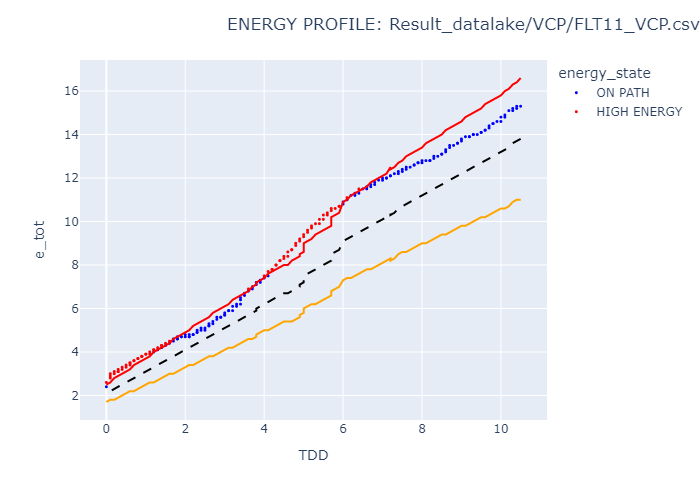 ENERGY PROFILE: Result_datalake/VCP/FLT11_VCP.csv
energy_state
ON PATH
HIGH ENERGY
e_tot
16
14
12
10
8
6
4
2
0
2
4
6
8
10
TDD